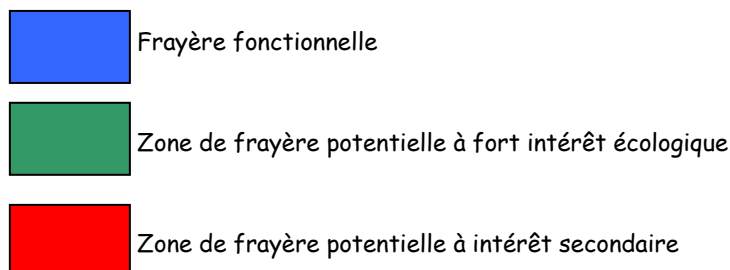 Frayère fonctionnelle
Zone de frayère potentielle à fort intérêt écologique
Zone de frayère potentielle à intérêt secondaire